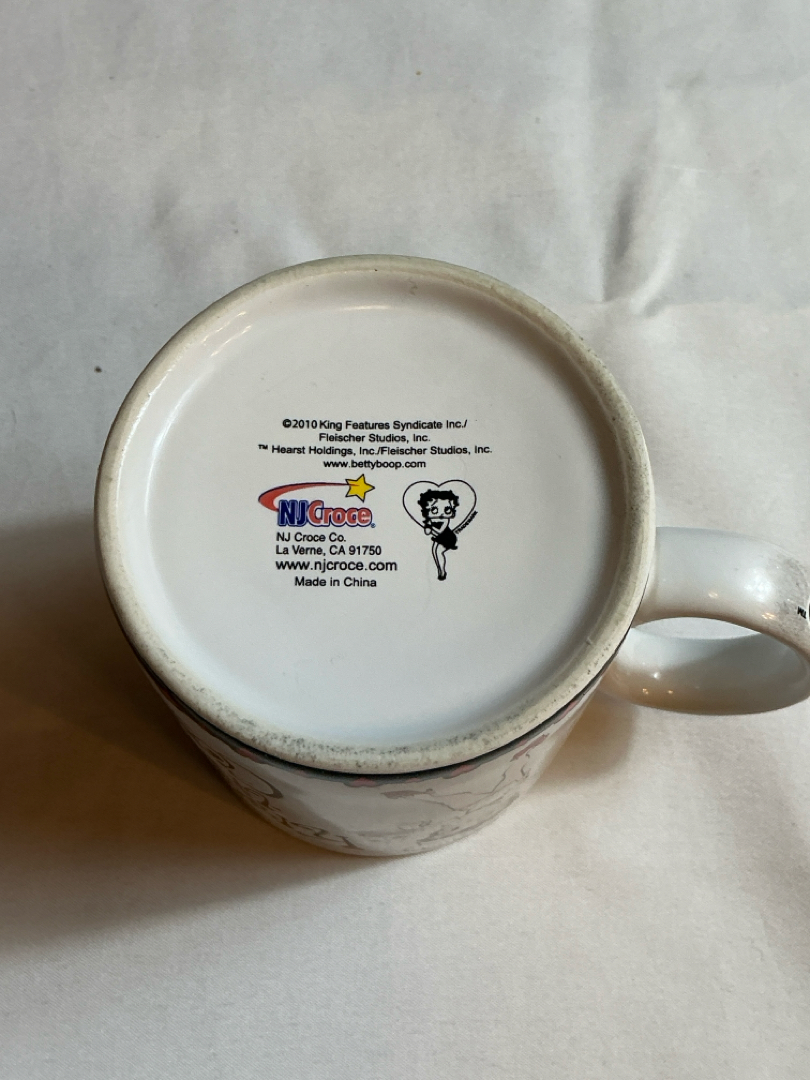 ©2010 King Features Syndicate Inc./
Fleischer Studios, Inc.
™ Hearst Holdings, Inc./Fleischer Studios, Inc.
www.bettyboop.com
NJCroce®
NJ Croce Co.
La Verne, CA 91750
www.njcroce.com
Made in China